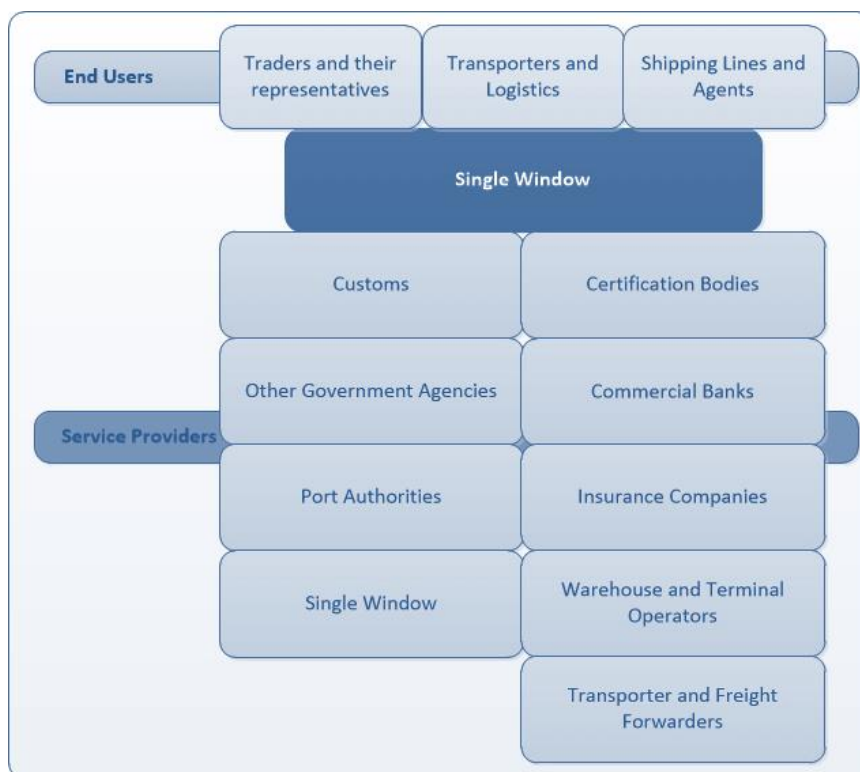 End Users
Traders and their
representatives
Transporters and
Logistics
Shipping Lines and
Agents
Single Window
Customs
Certification Bodies
Other Government Agencies
Commercial Banks
Service Providers
Port Authorities
Insurance Companies
Single Window
Warehouse and Terminal
Operators
Transporter and Freight
Forwarders